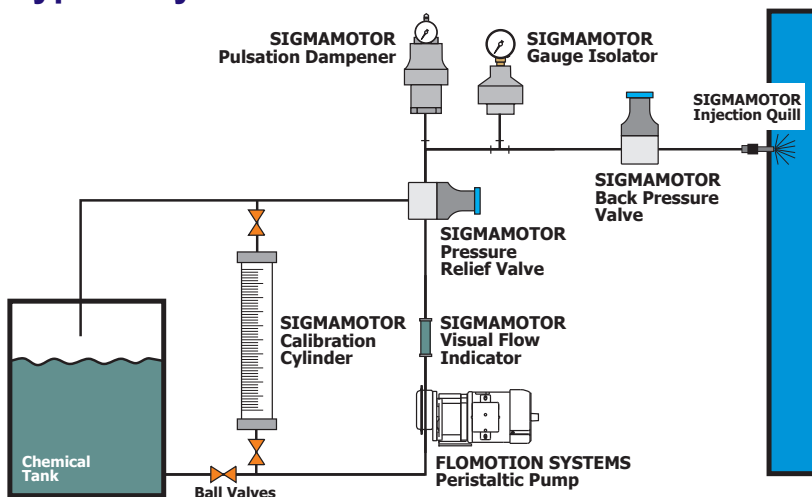 SIGMAMOTOR
Pulsation Dampener
SIGMAMOTOR
Gauge Isolator
SIGMAMOTOR
Injection Quill
SIGMAMOTOR
Back Pressure
Valve
SIGMAMOTOR
Pressure
Relief Valve
SIGMAMOTOR
Calibration
Cylinder
SIGMAMOTOR
Visual Flow
Indicator
Chemical
Tank
FLOMOTION SYSTEMS
Peristaltic Pump
Ball Valves